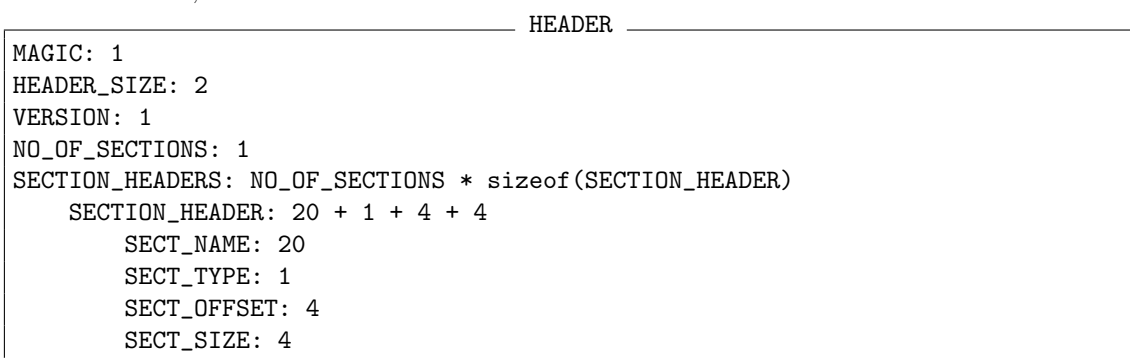 HEADER
MAGIC: 1
HEADER_SIZE: 2
VERSION: 1
NO_OF_SECTIONS: 1
SECTION_HEADERS: NO_OF_SECTIONS * sizeof(SECTION_HEADER)
    SECTION_HEADER: 20 + 1 + 4 + 4
        SECT_NAME: 20
        SECT_TYPE: 1
        SECT_OFFSET: 4
        SECT_SIZE: 4